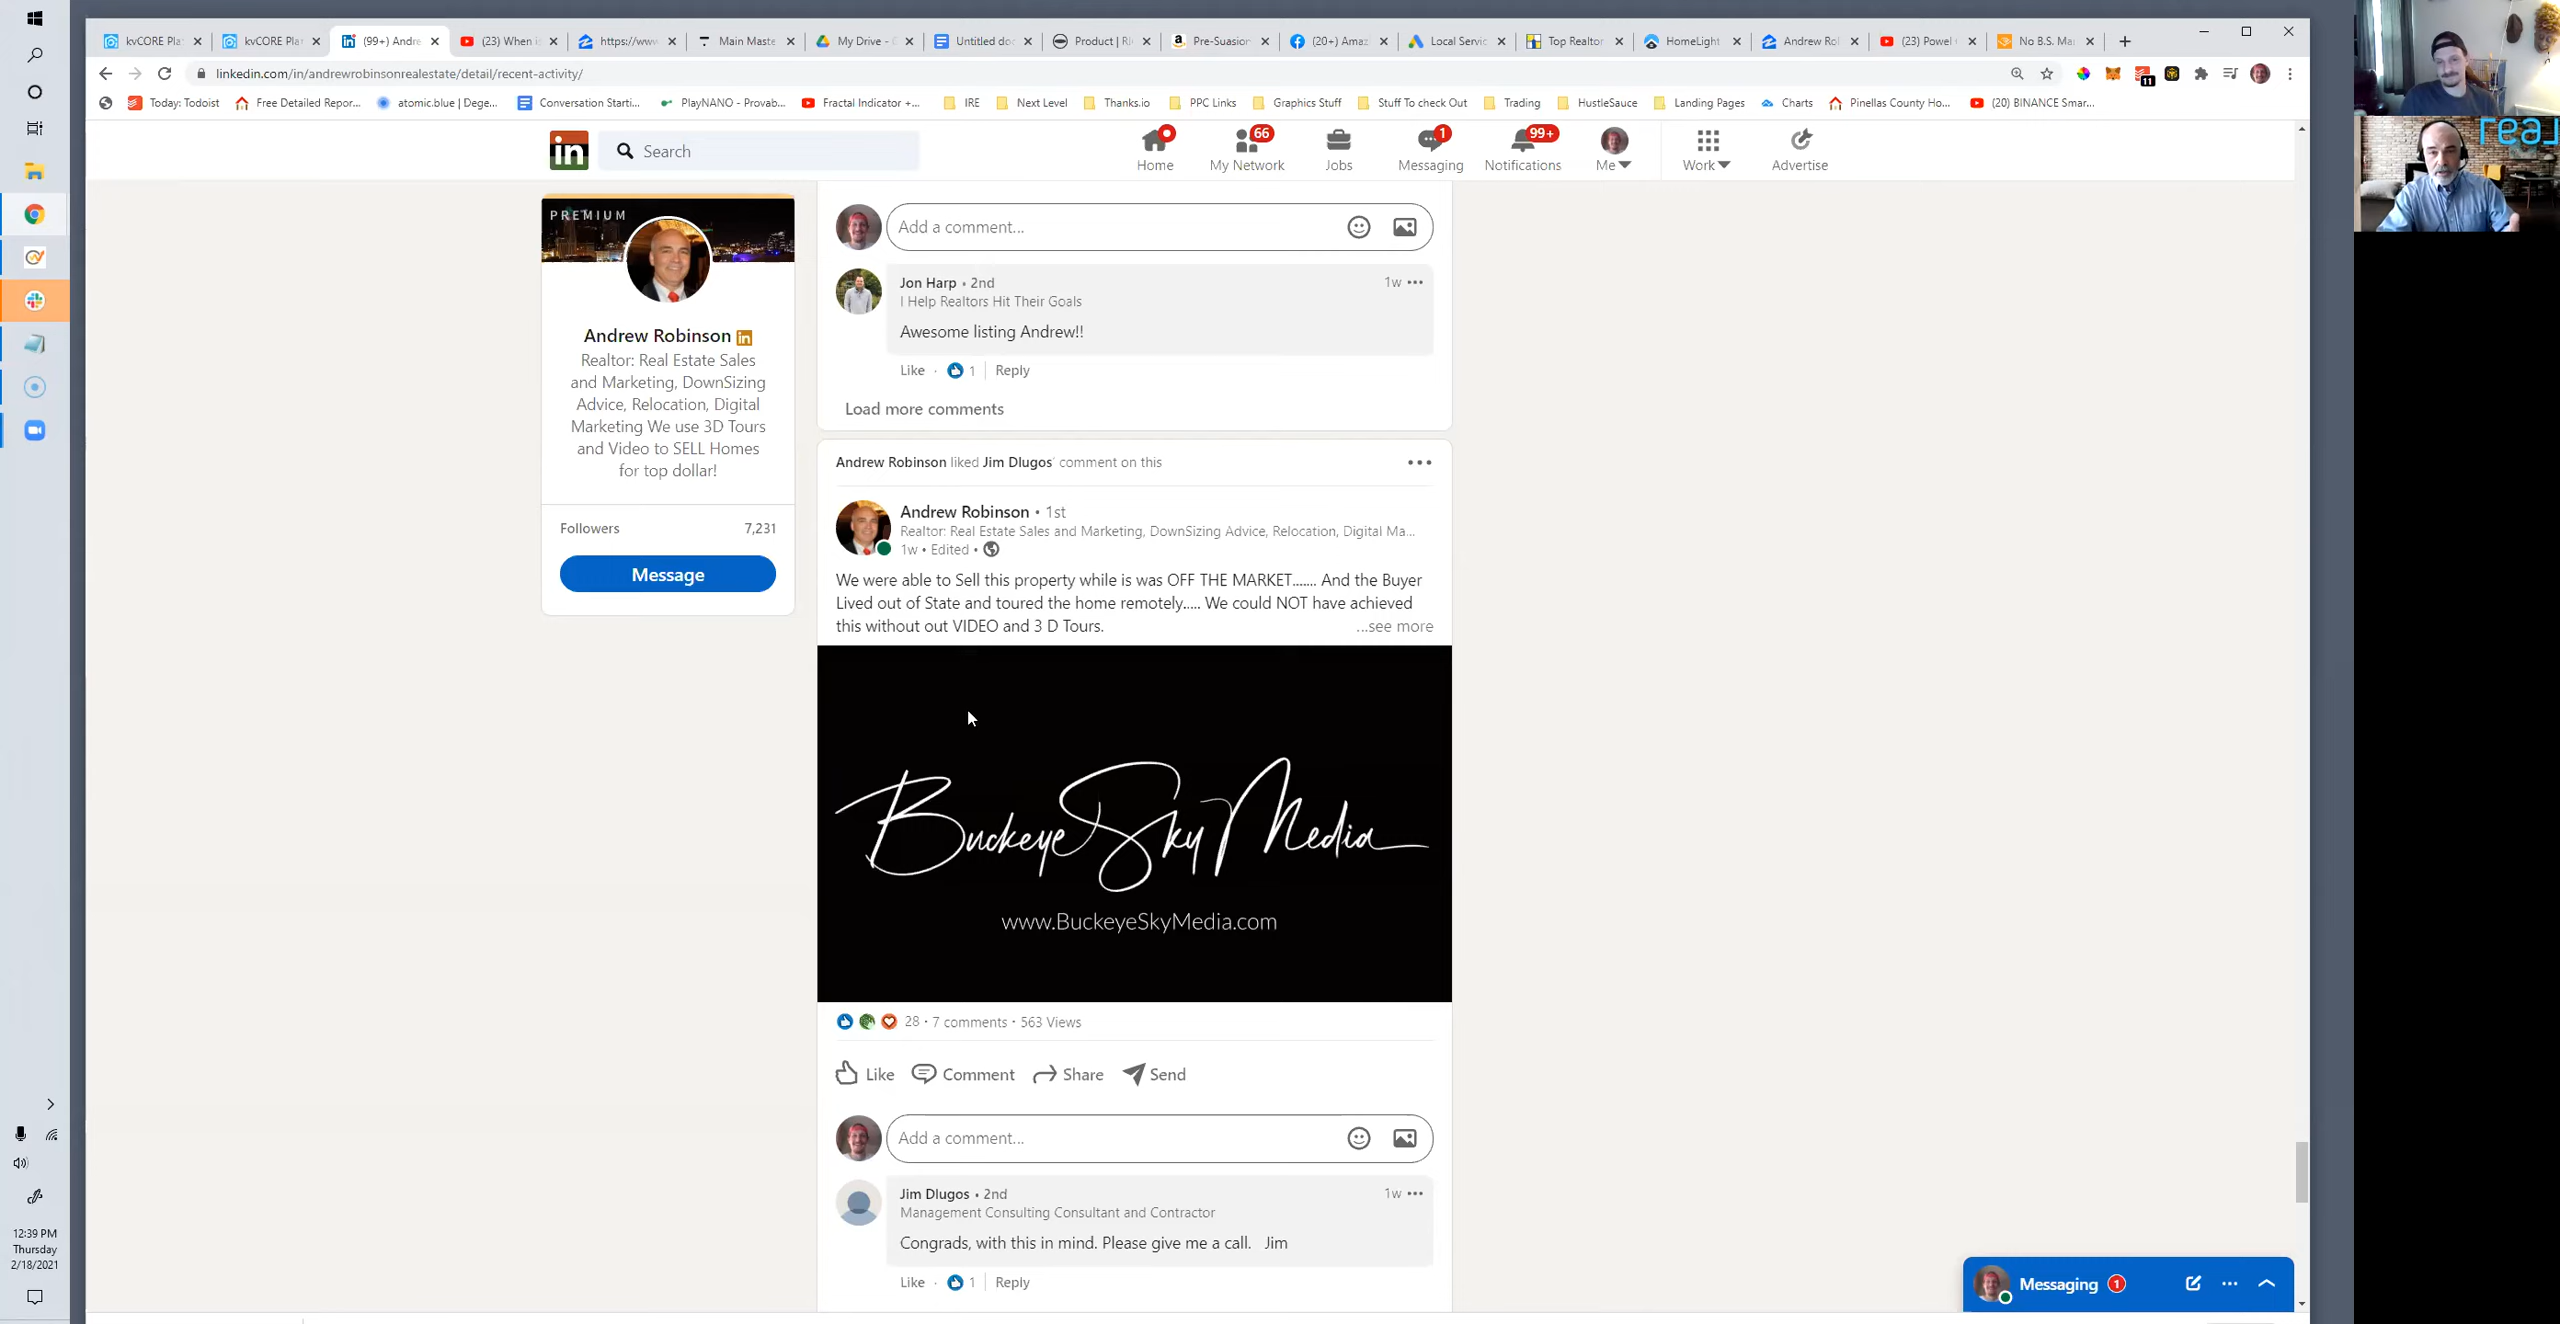 kvCORE Pla
kvCORE Pla
(99+) Andre
(23) When i
https://www
Main Maste
My Drive - G
Untitled doc
Product | Ri
Pre-Suasion
(20+) Amaz
Local Servic
Top Realtor
HomeLight
Andrew Rol
(23) Powel
No B.S. Ma
linkedin.com/in/andrewrobinsonrealestate/detail/recent-activity/
11
Today: Todoist
Free Detailed Repor...
atomic.blue | Dege...
Conversation Starti...
PlayNANO - Provab...
Fractal Indicator +...
IRE
Next Level
Thanks.io
PPC Links
Graphics Stuff
Stuff To check Out
Trading
HustleSauce
Landing Pages
Charts
Pinellas County Ho...
(20) BINANCE Smar...
in
Search
Home
66
My Network
Jobs
1
Messaging
99+
Notifications
Me
Work
Advertise
real
PREMIUM
Andrew Robinson in
Realtor: Real Estate Sales
and Marketing, DownSizing
Advice, Relocation, Digital
Marketing We use 3D Tours
and Video to SELL Homes
for top dollar!
Followers 7,231
Message
Add a comment...
Jon Harp • 2nd
1w
I Help Realtors Hit Their Goals
Awesome listing Andrew!!
Like · 1 | Reply
Load more comments
Andrew Robinson liked Jim Dlugos' comment on this
Andrew Robinson • 1st
Realtor: Real Estate Sales and Marketing, DownSizing Advice, Relocation, Digital Ma...
1w • Edited •
We were able to Sell this property while is was OFF THE MARKET....... And the Buyer
Lived out of State and toured the home remotely..... We could NOT have achieved
this without out VIDEO and 3 D Tours.
...see more
Buckeye Sky Media
www.BuckeyeSkyMedia.com
28 · 7 comments · 563 Views
Like
Comment
Share
Send
Add a comment...
Jim Dlugos • 2nd
1w
Management Consulting Consultant and Contractor
Congrads, with this in mind. Please give me a call. Jim
Like · 1 | Reply
Messaging 1
12:39 PM
Thursday
2/18/2021